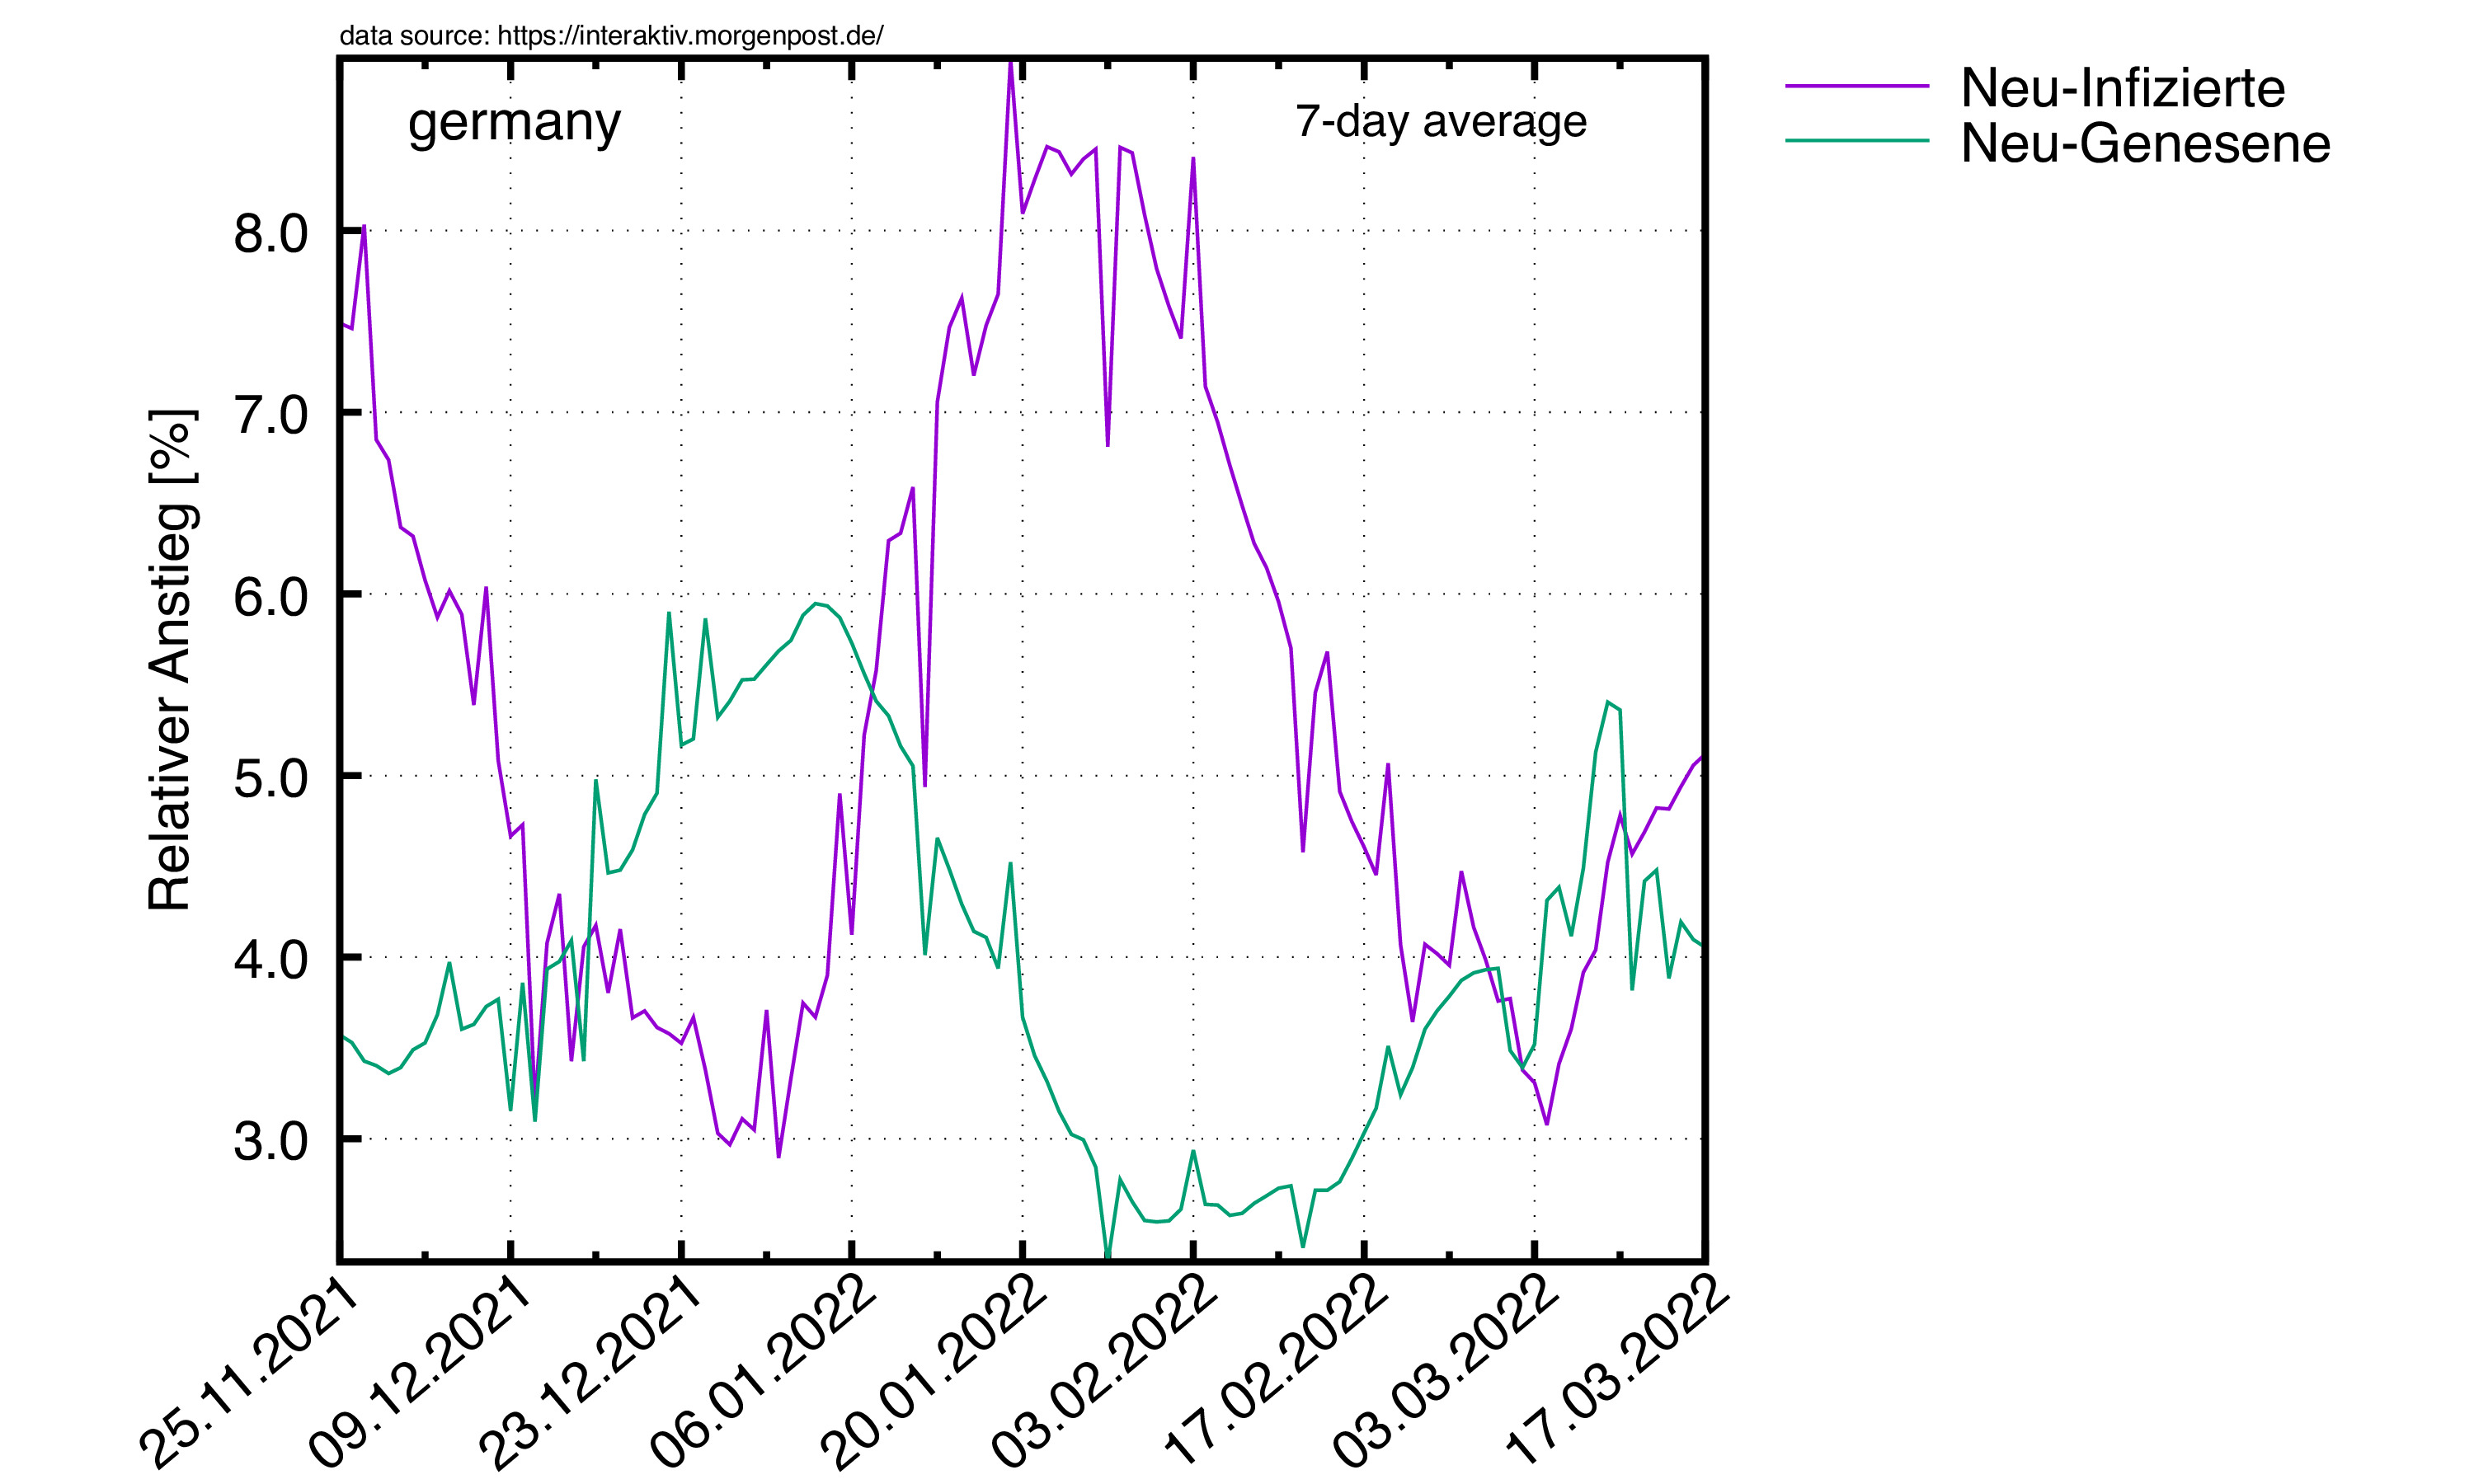 data source: https://interaktiv.morgenpost.de/
germany
7-day average
Neu-Infizierte
Neu-Genesene
Relativer Anstieg [%]
8.0
7.0
6.0
5.0
4.0
3.0
25.11.2021
09.12.2021
23.12.2021
06.01.2022
20.01.2022
03.02.2022
17.02.2022
03.03.2022
17.03.2022